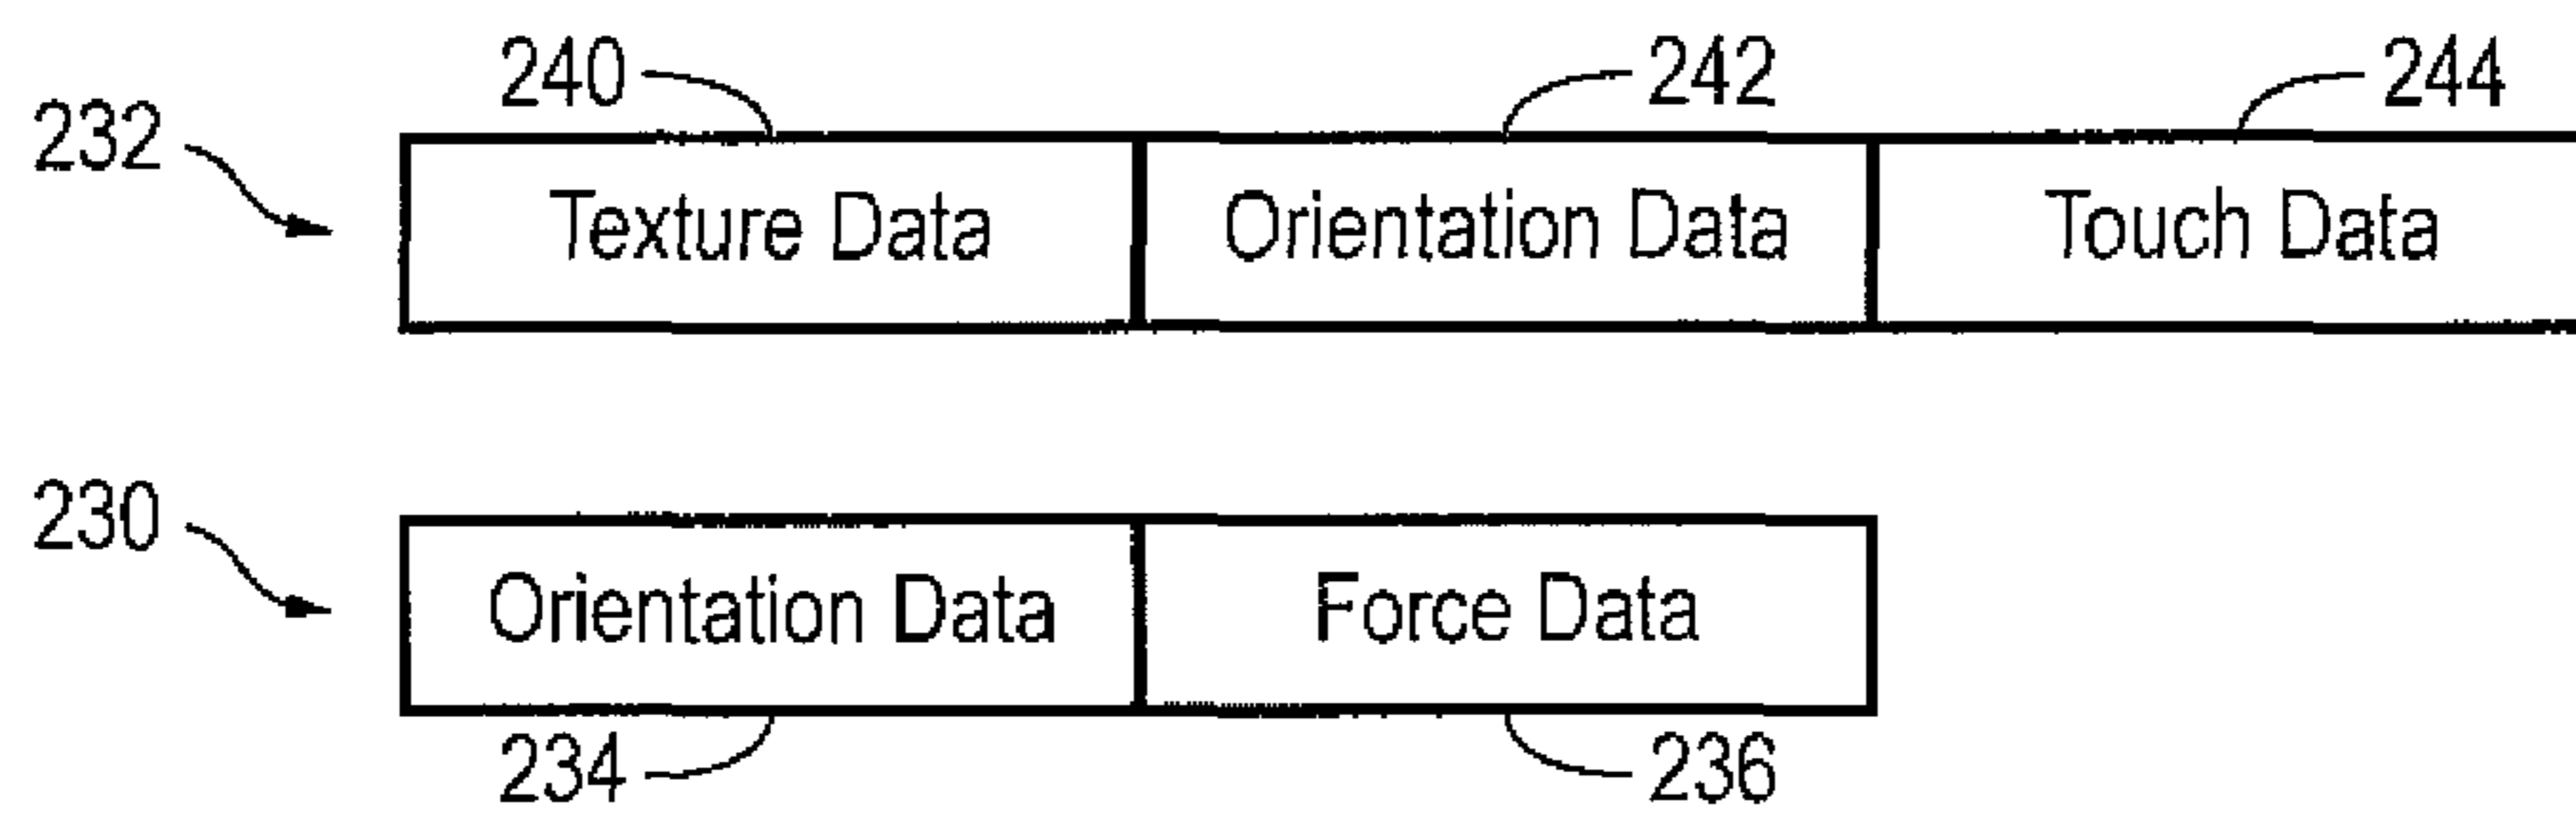 240 242 244
232
Texture Data Orientation Data Touch Data
230
Orientation Data Force Data
234 236